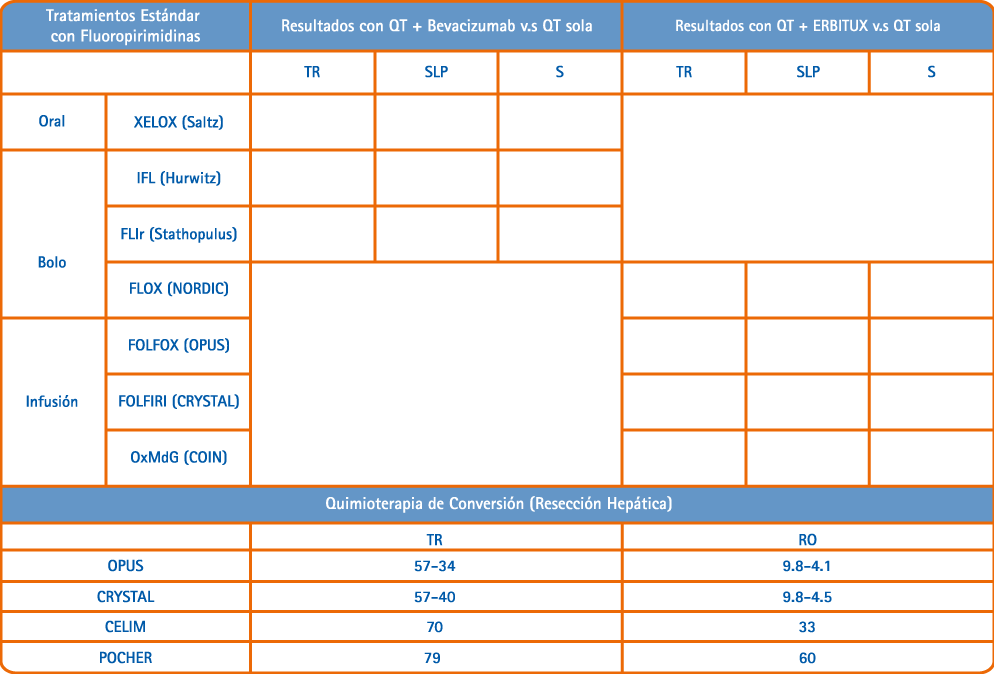 Tratamientos Estándar
con Fluoropirimidinas
Resultados con QT + Bevacizumab v.s QT sola
Resultados con QT + ERBITUX v.s QT sola
TR SLP S TR SLP S
Oral XELOX (Saltz)
Bolo IFL (Hurwitz)
FLIr (Stathopulus)
FLOX (NORDIC)
Infusión FOLFOX (OPUS)
FOLFIRI (CRYSTAL)
OxMdG (COIN)
Quimioterapia de Conversión (Resección Hepática)
TR RO
OPUS 57-34 9.8-4.1
CRYSTAL 57-40 9.8-4.5
CELIM 70 33
POCHER 79 60